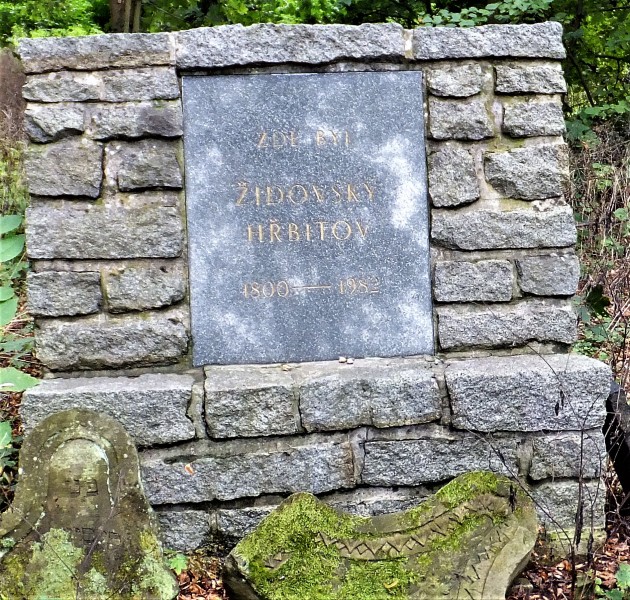 ZDE BYL
ŽIDOVSKÝ
HŘBITOV
1800 — 1982